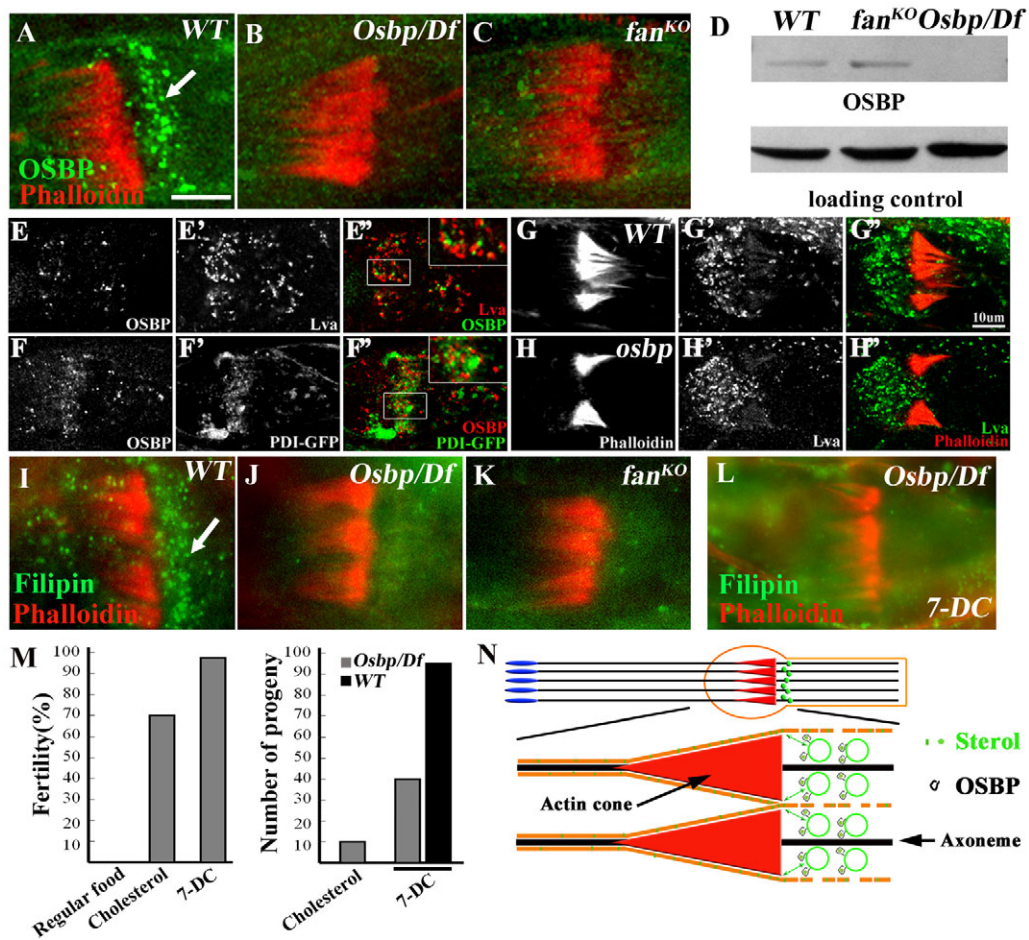 A WT
OSBP
Phalloidin
B Osbp/Df
C fanKO
D WT fanKO Osbp/Df
OSBP
loading control
E OSBP
E' Lva
E" Lva
OSBP
G WT
G'
G" 10um
F OSBP
F' PDI-GFP
F" OSBP
PDI-GFP
H osbp
Phalloidin
H' Lva
H" Lva
Phalloidin
I WT
Filipin
Phalloidin
J Osbp/Df
K fanKO
L Osbp/Df
Filipin
Phalloidin 7-DC
M
Fertility(%)
100
90
80
70
60
50
40
30
20
10
Regular food
Cholesterol
7-DC
Number of progeny
100
90
80
70
60
50
40
30
20
10
Osbp/Df
WT
Cholesterol
7-DC
N
Sterol
OSBP
Actin cone
Axoneme